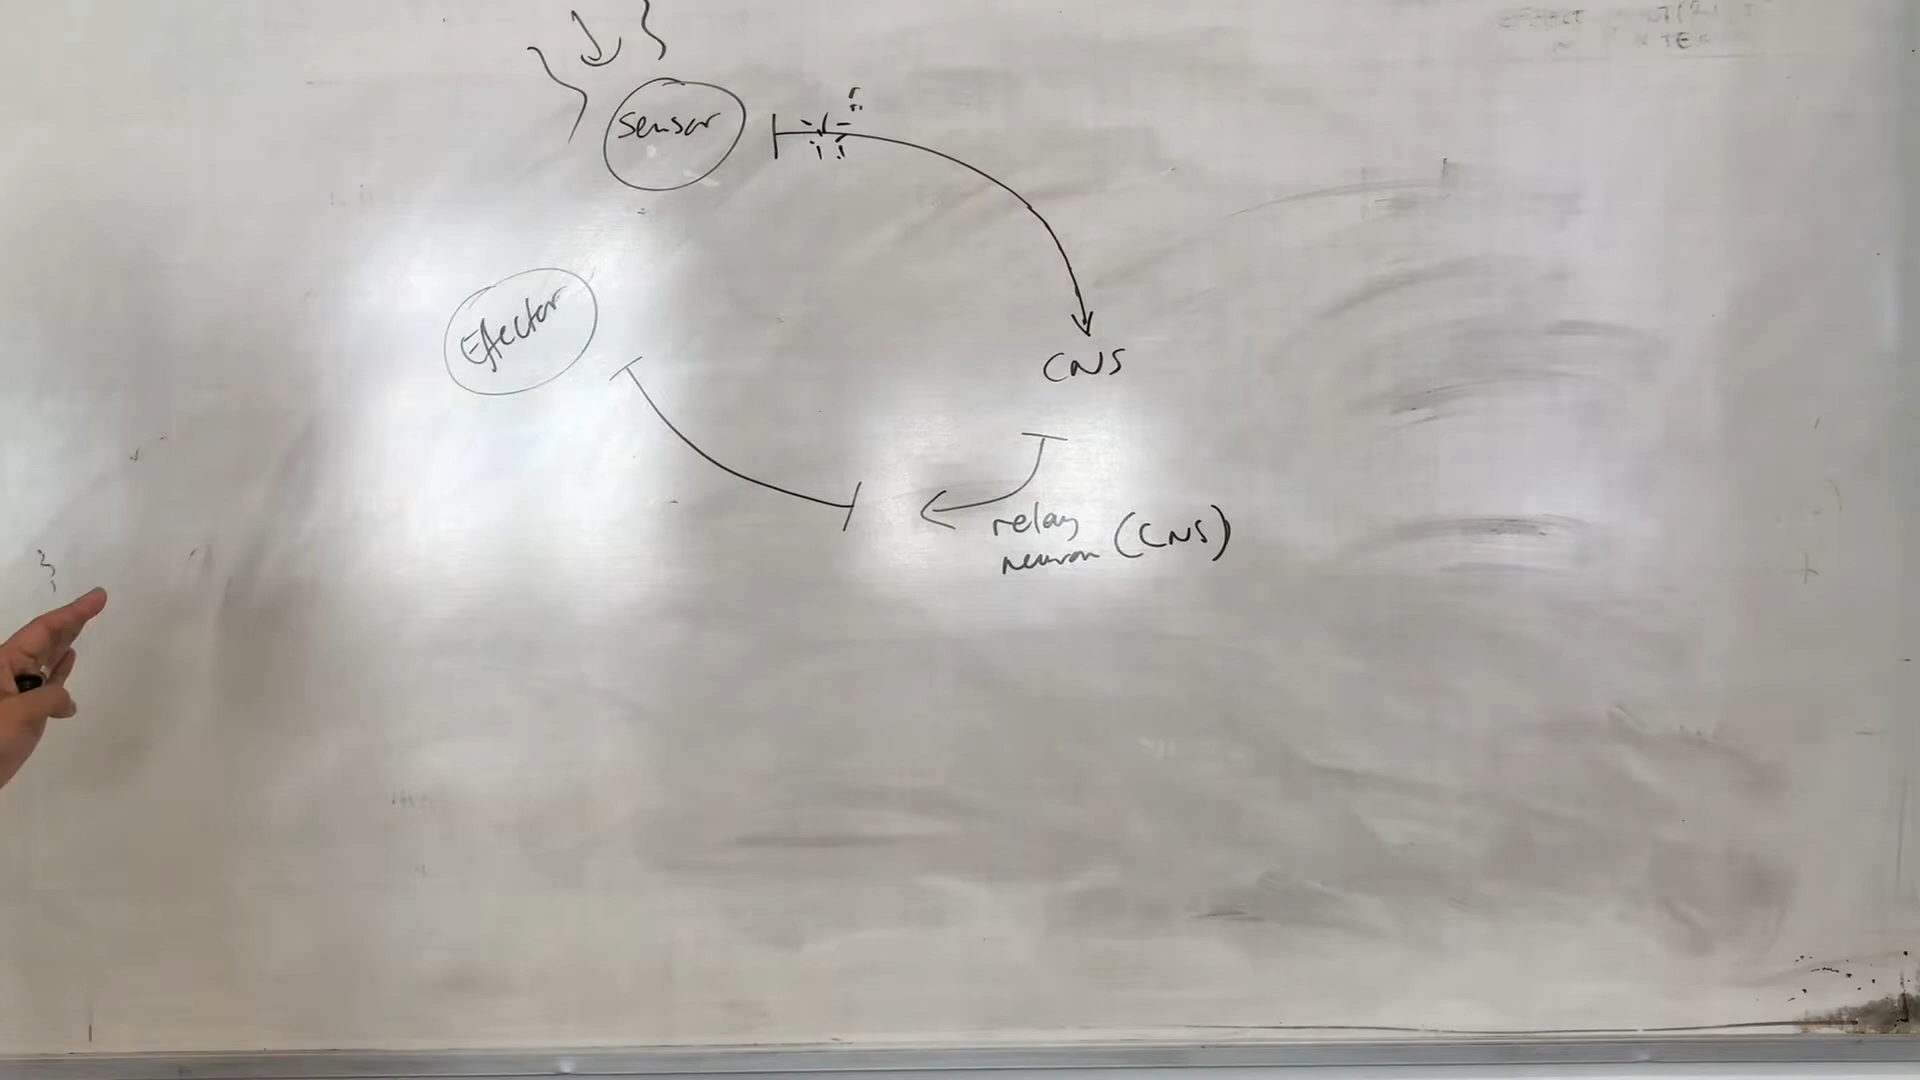 Sensor
Effector
CNS
relay
neuron (CNS)